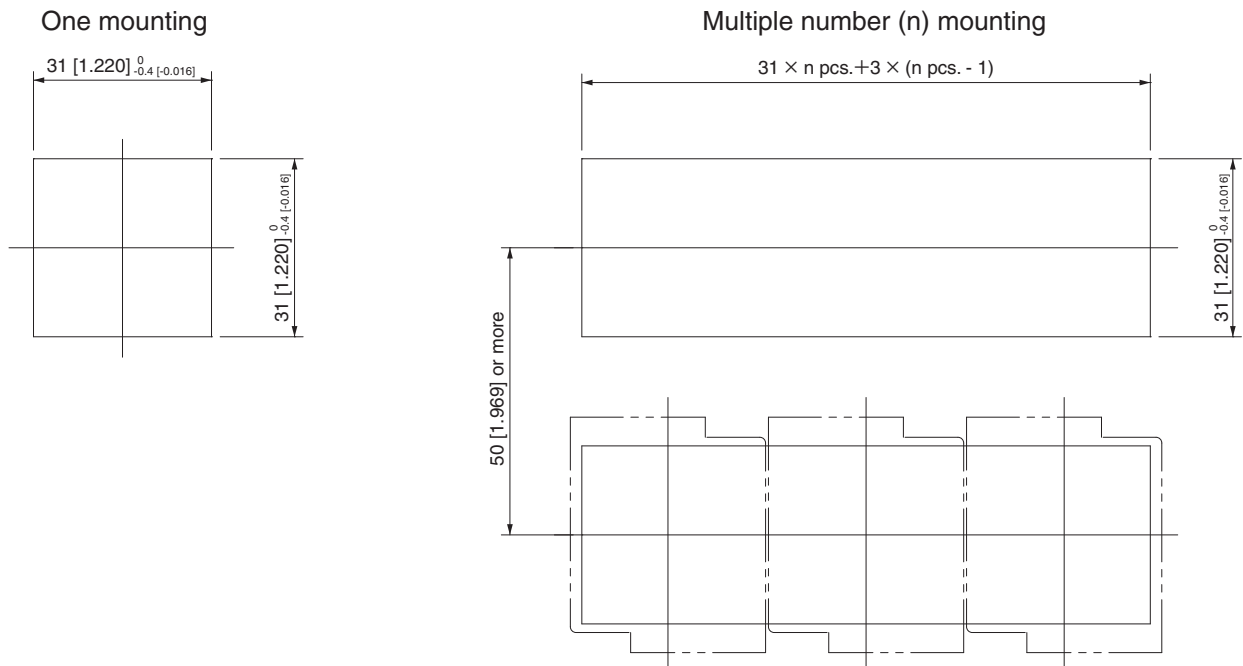 One mounting
Multiple number (n) mounting
31 [1.220] 0 -0.4 [-0.016]
31 × n pcs.+3 × (n pcs. - 1)
31 [1.220] 0 -0.4 [-0.016]
31 [1.220] 0 -0.4 [-0.016]
50 [1.969] or more